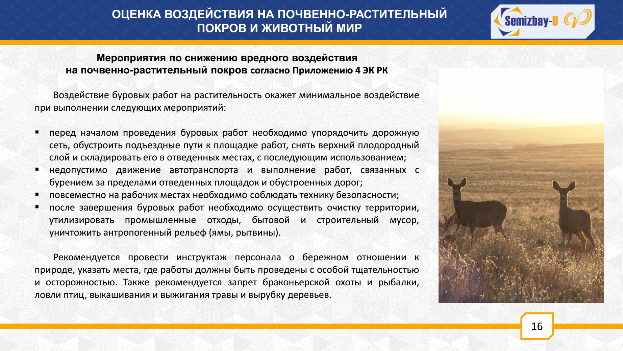 ОЦЕНКА ВОЗДЕЙСТВИЯ НА ПОЧВЕННО-РАСТИТЕЛЬНЫЙ
ПОКРОВ И ЖИВОТНЫЙ МИР
Semizbay-U
Мероприятия по снижению вредного воздействия
на почвенно-растительный покров согласно Приложению 4 ЭК РК
Воздействие буровых работ на растительность окажет минимальное воздействие
при выполнении следующих мероприятий:
▪ перед началом проведения буровых работ необходимо упорядочить дорожную
сеть, обустроить подъездные пути к площадке работ, снять верхний плодородный
слой и складировать его в отведенных местах, с последующим использованием;
▪ недопустимо движение автотранспорта и выполнение работ, связанных с
бурением за пределами отведенных площадок и обустроенных дорог;
▪ повсеместно на рабочих местах необходимо соблюдать технику безопасности;
▪ после завершения буровых работ необходимо осуществить очистку территории,
утилизировать промышленные отходы, бытовой и строительный мусор,
уничтожить антропогенный рельеф (ямы, рытвины).
Рекомендуется провести инструктаж персонала о бережном отношении к
природе, указать места, где работы должны быть проведены с особой тщательностью
и осторожностью. Также рекомендуется запрет браконьерской охоты и рыбалки,
ловли птиц, выкашивания и выжигания травы и вырубку деревьев.
16